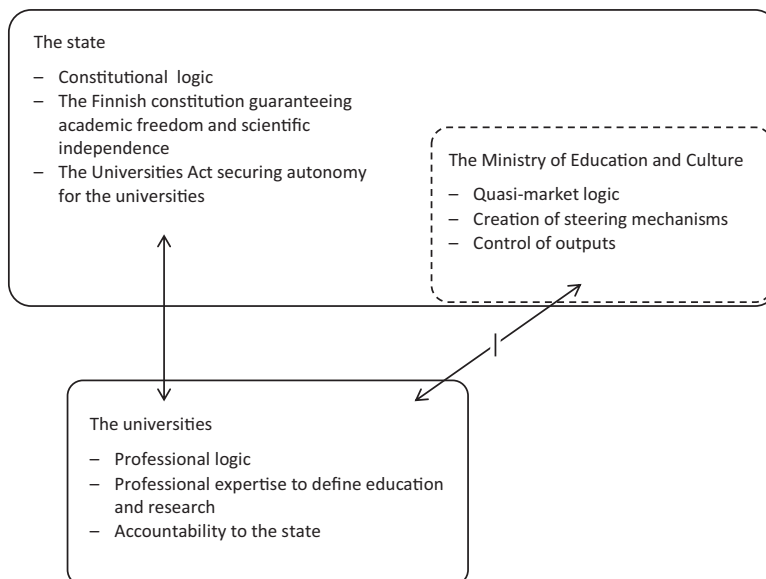 The state
– Constitutional logic
– The Finnish constitution guaranteeing
academic freedom and scientific
independence
– The Universities Act securing autonomy
for the universities
The Ministry of Education and Culture
– Quasi-market logic
– Creation of steering mechanisms
– Control of outputs
The universities
– Professional logic
– Professional expertise to define education
and research
– Accountability to the state